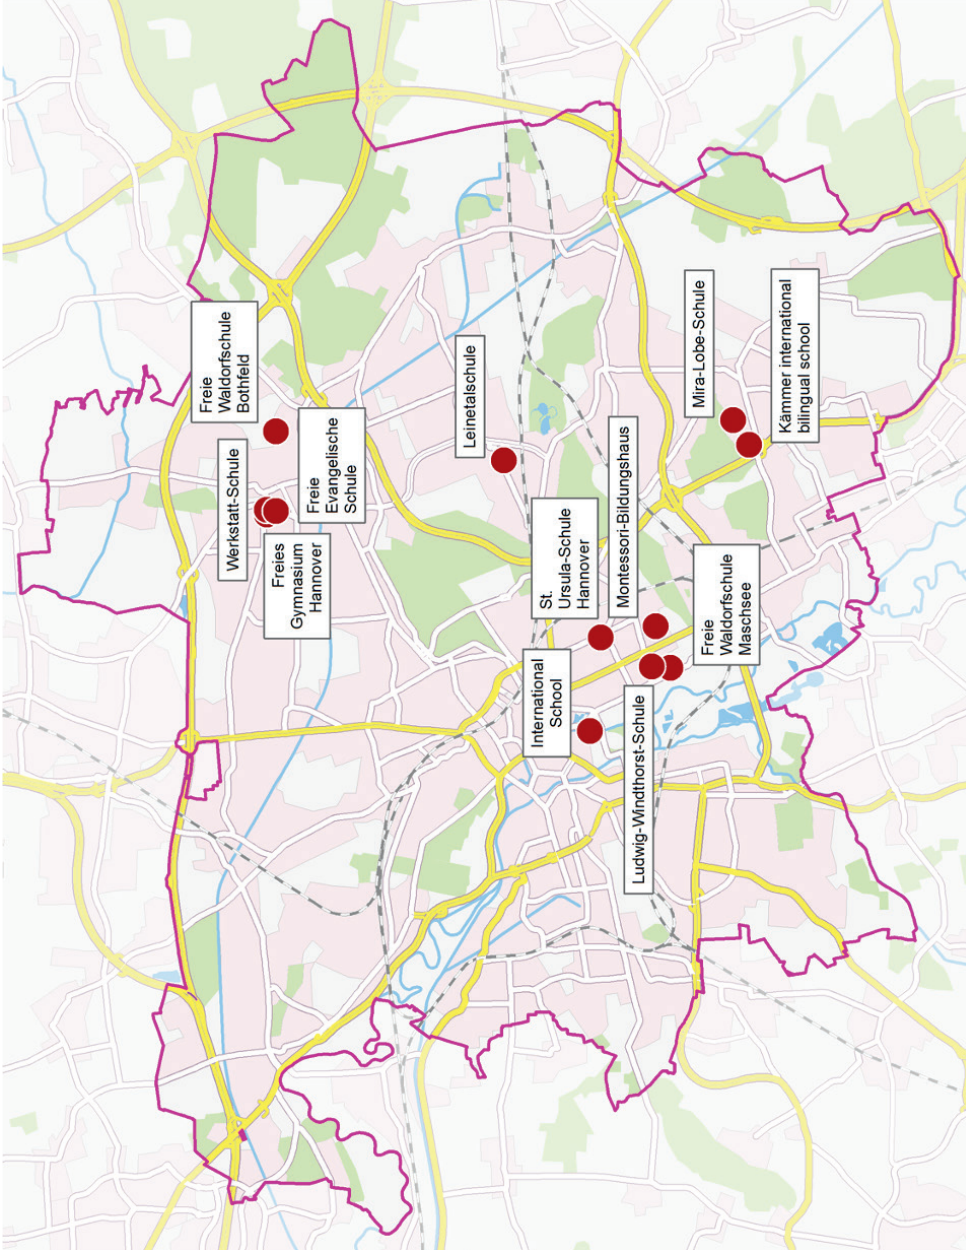 Freie
Waldorfschule
Bothfeld
Werkstatt-Schule
Freie
Evangelische
Schule
Freies
Gymnasium
Hannover
Leinetalschule
St.
Ursula-Schule
Hannover
International
School
Montessori-Bildungshaus
Ludwig-Windthorst-Schule
Freie
Waldorfschule
Maschsee
Mira-Lobe-Schule
Kämmer international
bilingual school